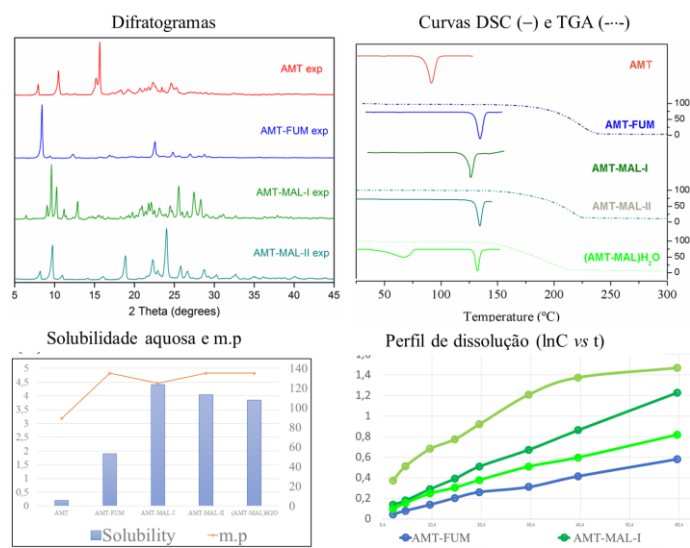 Difratogramas
AMT exp
AMT-FUM exp
AMT-MAL-I exp
AMT-MAL-II exp
5 10 15 20 25 30 35 40 45
2 Theta (degrees)
Curvas DSC (–) e TGA (-·-·-)
AMT
100
50
0
AMT-FUM
AMT-MAL-I
100
50
0
AMT-MAL-II
100
50
0
(AMT-MAL)H₂O
50 100 150 200 250 300
Temperature (ºC)
Solubilidade aquosa e m.p
5
4,5
4
3,5
3
2,5
2
1,5
1
0,5
0
140
120
100
80
60
40
20
0
AMT AMT-FUM AMT-MAL-I AMT-MAL-II (AMT-MAL)H2O
Solubility m.p
Perfil de dissolução (lnC vs t)
1,6
1,4
1,2
1
0,8
0,6
0,4
0,2
0
AMT-FUM AMT-MAL-I